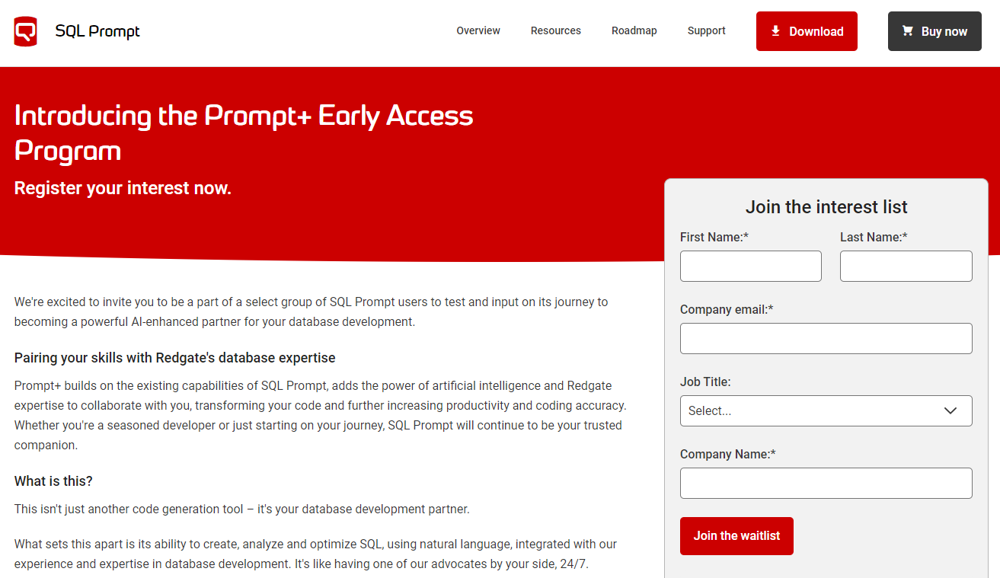 SQL Prompt
Overview
Resources
Roadmap
Support
Download
Buy now
Introducing the Prompt+ Early Access
Program
Register your interest now.
We're excited to invite you to be a part of a select group of SQL Prompt users to test and input on its journey to
becoming a powerful AI-enhanced partner for your database development.
Pairing your skills with Redgate's database expertise
Prompt+ builds on the existing capabilities of SQL Prompt, adds the power of artificial intelligence and Redgate
expertise to collaborate with you, transforming your code and further increasing productivity and coding accuracy.
Whether you're a seasoned developer or just starting on your journey, SQL Prompt will continue to be your trusted
companion.
What is this?
This isn't just another code generation tool – it's your database development partner.
What sets this apart is its ability to create, analyze and optimize SQL, using natural language, integrated with our
experience and expertise in database development. It's like having one of our advocates by your side, 24/7.
Join the interest list
First Name:*
Last Name:*
Company email:*
Job Title:
Select...
Company Name:*
Join the waitlist